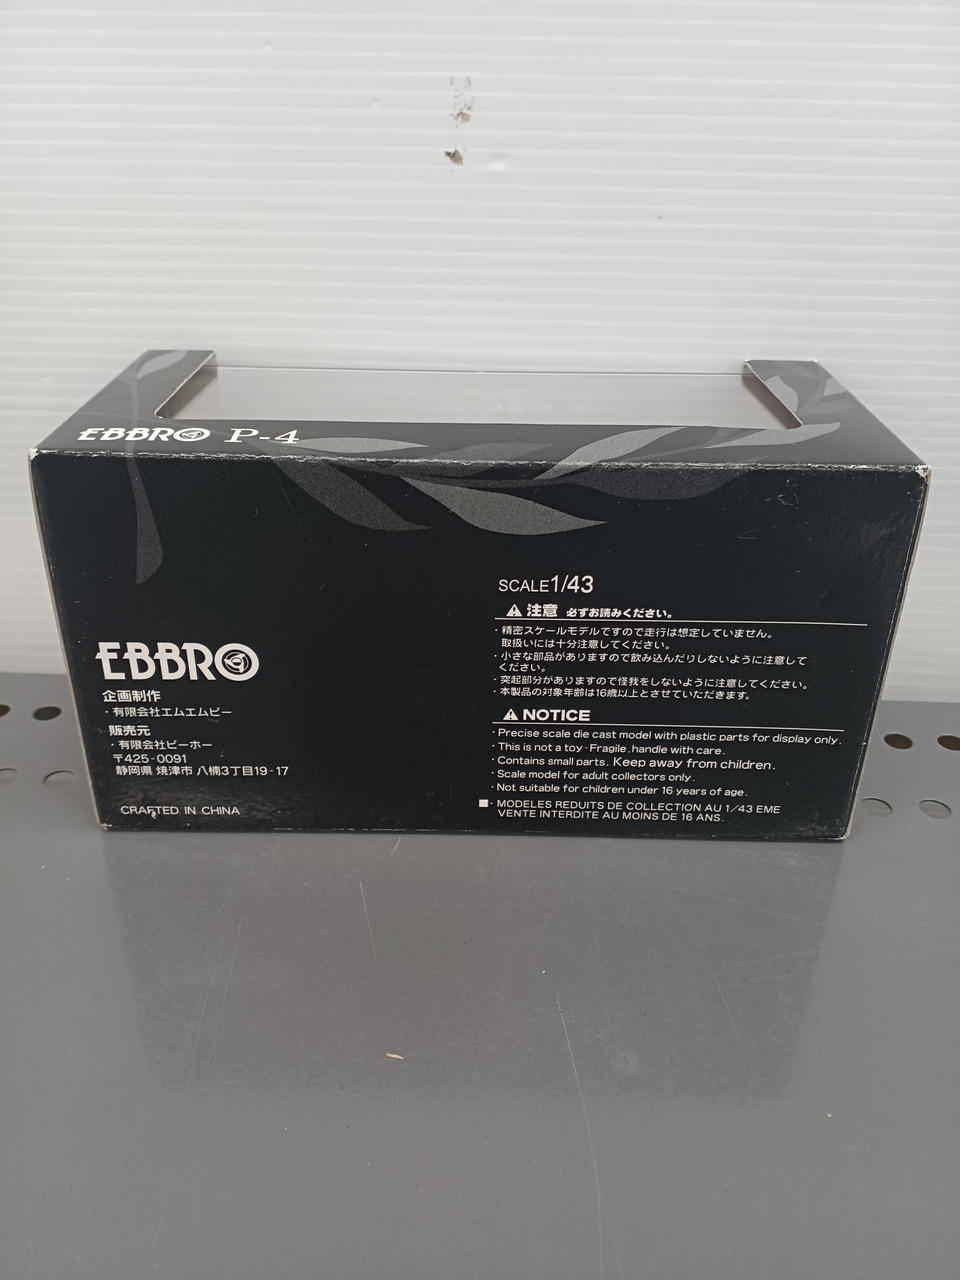 EBBRO P-4
SCALE 1/43
注意 必ずお読みください。
・精密スケールモデルですので走行は想定していません。
取扱いには十分注意してください。
・小さな部品がありますので飲み込んだりしないように注意して
ください。
・突起部分がありますので怪我をしないように注意してください。
・本製品の対象年齢は16歳以上とさせていただきます。
NOTICE
・Precise scale die cast model with plastic parts for display only.
・This is not a toy - Fragile, handle with care.
・Contains small parts. Keep away from children.
・Scale model for adult collectors only.
・Not suitable for children under 16 years of age.
・MODELES REDUITS DE COLLECTION AU 1/43 EME
VENTE INTERDITE AU MOINS DE 16 ANS.
EBBRO
企画制作
・有限会社エムエムピー
販売元
・有限会社ビーホー
〒425-0091
静岡県 焼津市 八楠3丁目19-17
CRAFTED IN CHINA